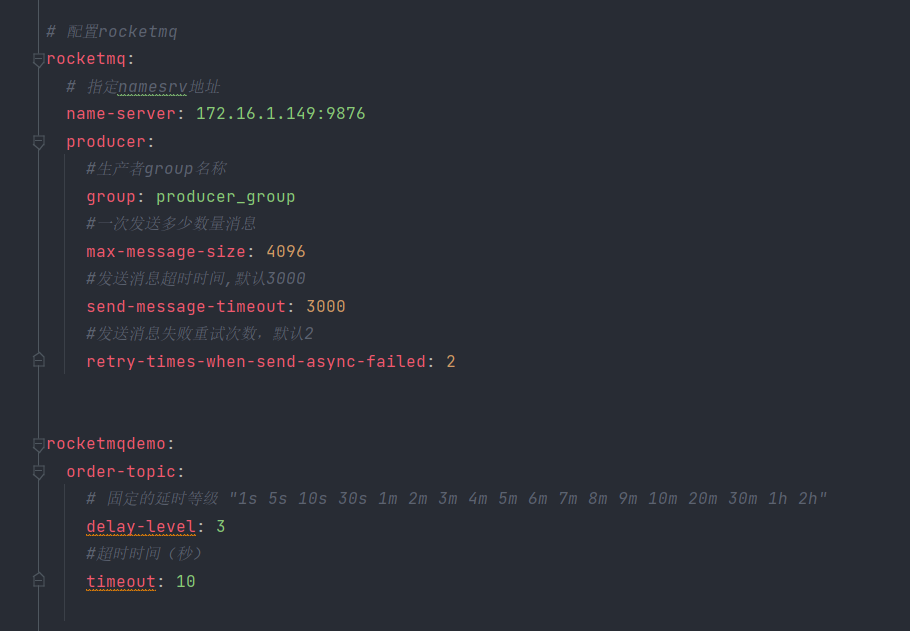 # 配置rocketmq
rocketmq:
# 指定namesrv地址
name-server: 172.16.1.149:9876
producer:
#生产者group名称
group: producer_group
#一次发送多少数量消息
max-message-size: 4096
#发送消息超时时间,默认3000
send-message-timeout: 3000
#发送消息失败重试次数，默认2
retry-times-when-send-async-failed: 2
rocketmqdemo:
order-topic:
# 固定的延时等级 "1s 5s 10s 30s 1m 2m 3m 4m 5m 6m 7m 8m 9m 10m 20m 30m 1h 2h"
delay-level: 3
#超时时间（秒）
timeout: 10